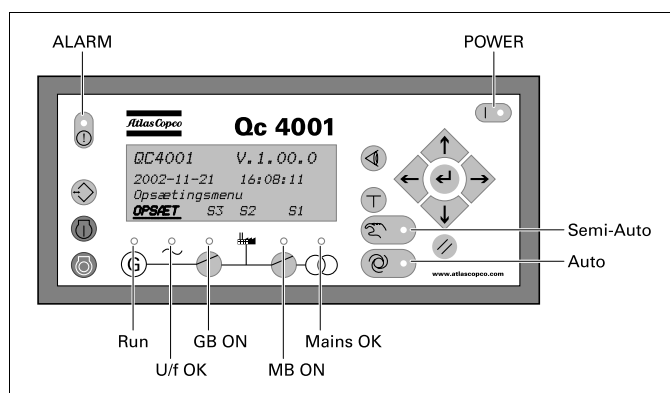 ALARM
POWER
Atlas Copco
Qc 4001
QC4001 V.1.00.0
2002-11-21 16:08:11
Opsætingsmenu
OPSÆT S3 S2 S1
Semi-Auto
G
Auto
www.atlascopco.com
Run
GB ON
Mains OK
U/f OK
MB ON